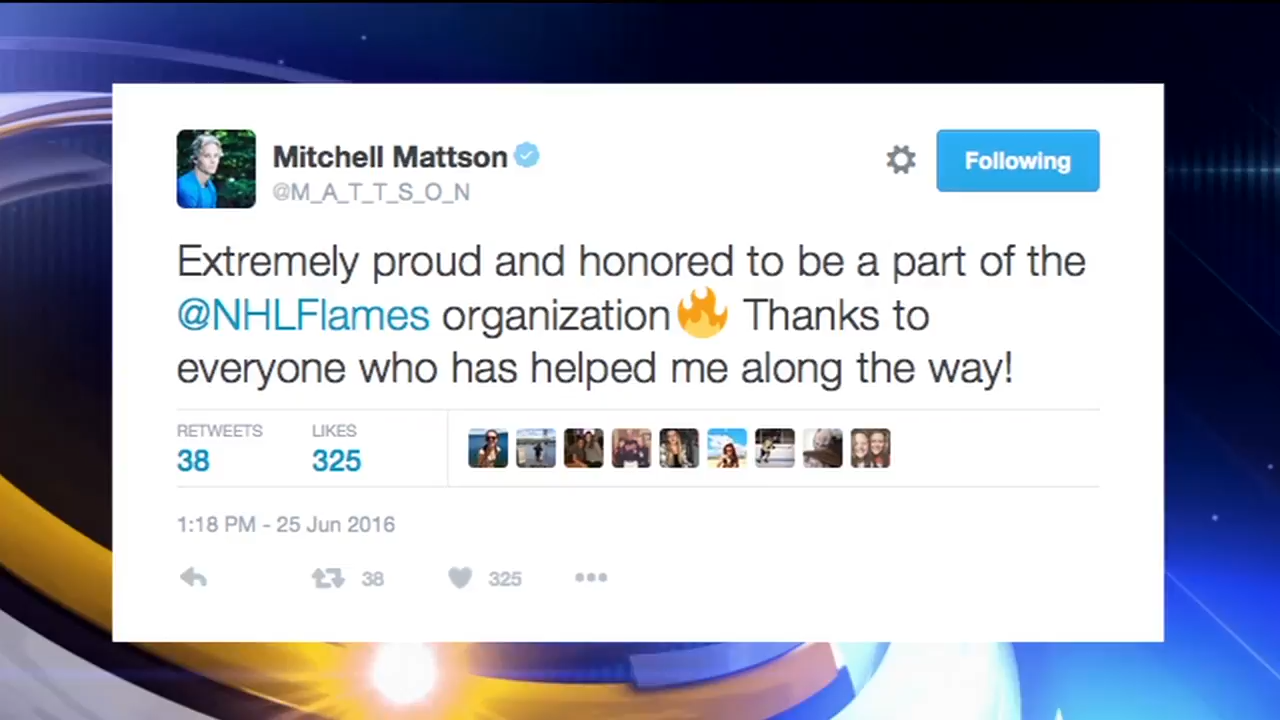 Mitchell Mattson
@M_A_T_T_S_O_N
Following
Extremely proud and honored to be a part of the
@NHLFlames organization🔥 Thanks to
everyone who has helped me along the way!
RETWEETS LIKES
38 325
1:18 PM - 25 Jun 2016
38 325